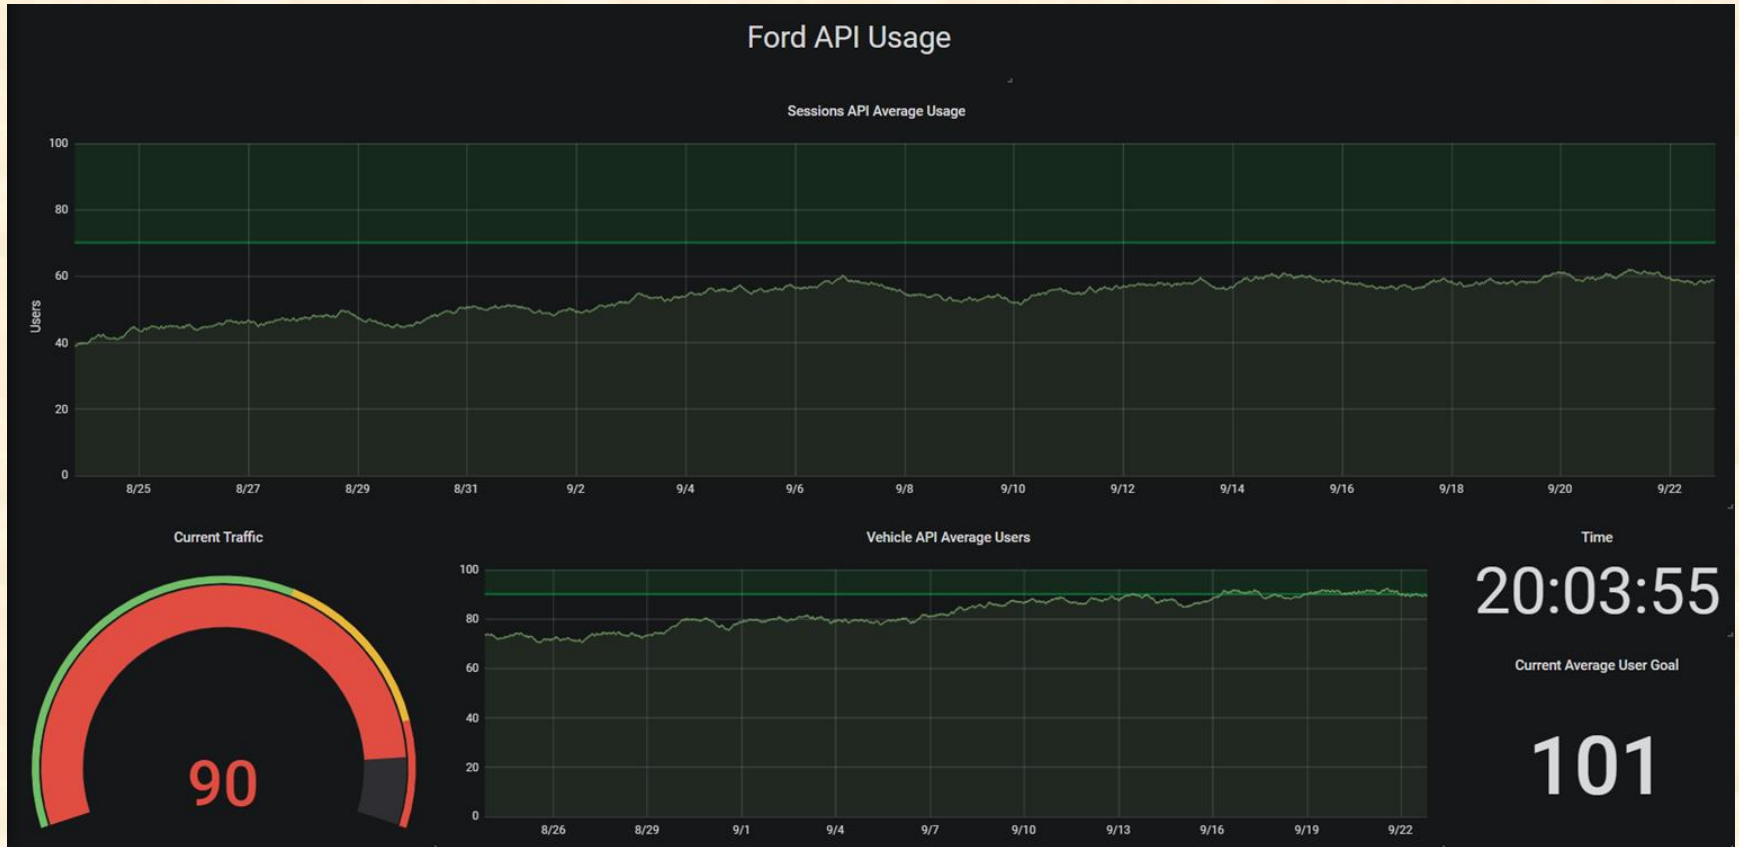 Ford API Usage
Sessions API Average Usage
100
80
60
40
20
0
Users
8/25 8/27 8/29 8/31 9/2 9/4 9/6 9/8 9/10 9/12 9/14 9/16 9/18 9/20 9/22
Current Traffic
90
Vehicle API Average Users
100
80
60
40
20
0
8/26 8/29 9/1 9/4 9/7 9/10 9/13 9/16 9/19 9/22
Time
20:03:55
Current Average User Goal
101